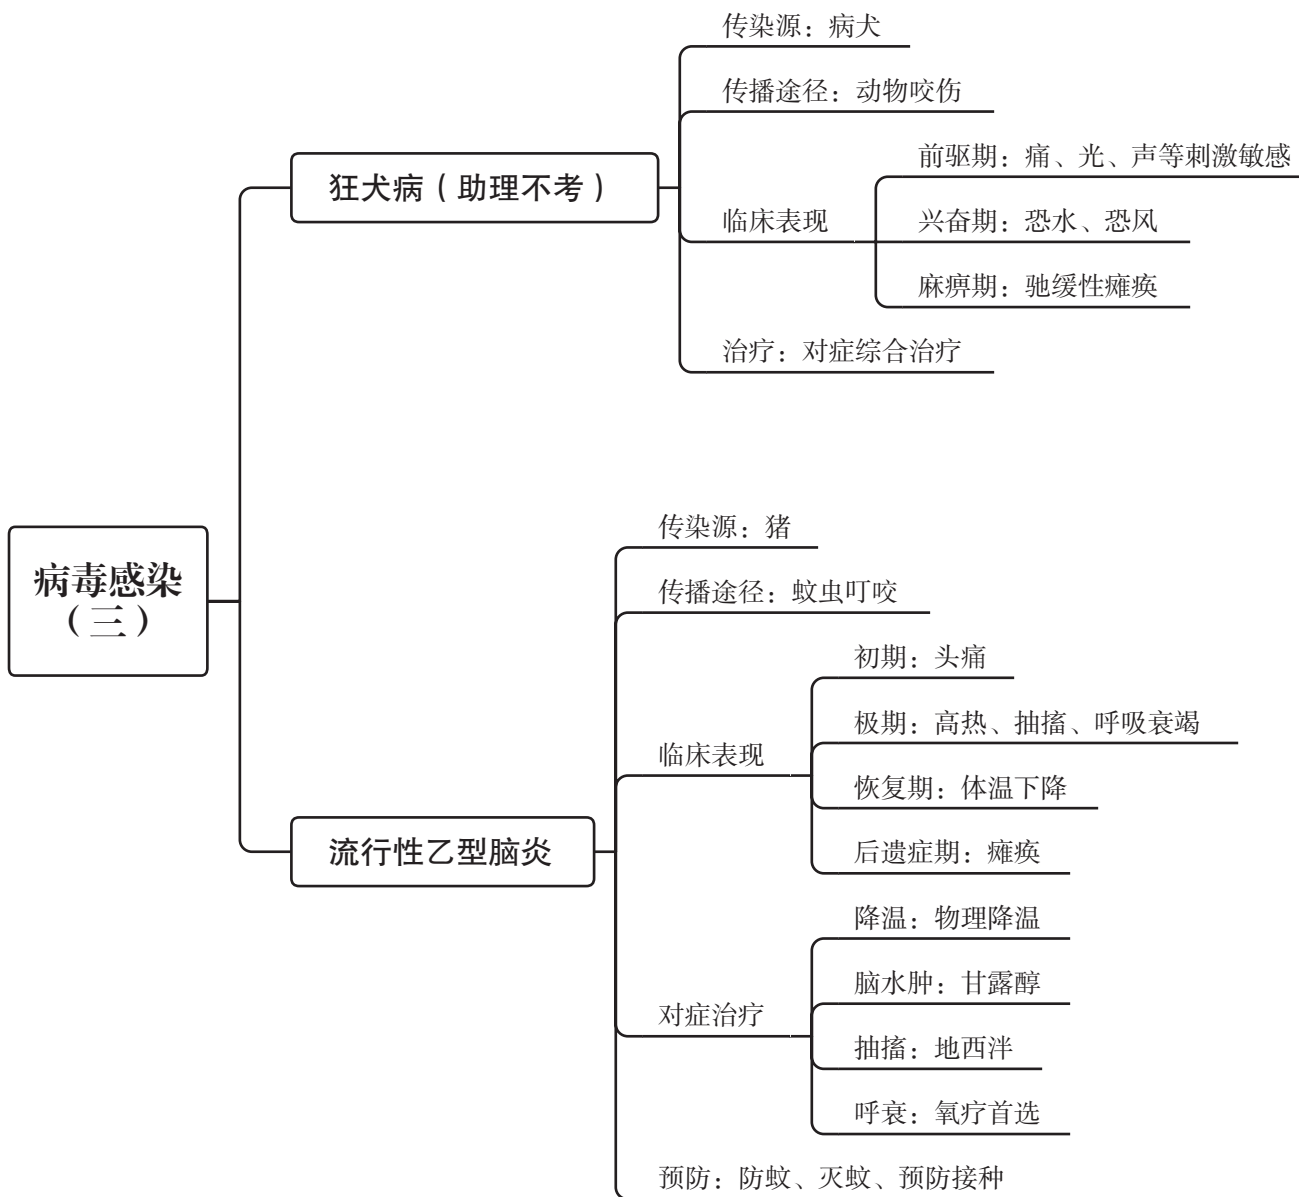 病毒感染
（三）
狂犬病（助理不考）
传染源：病犬
传播途径：动物咬伤
临床表现
前驱期：痛、光、声等刺激敏感
兴奋期：恐水、恐风
麻痹期：驰缓性瘫痪
治疗：对症综合治疗
流行性乙型脑炎
传染源：猪
传播途径：蚊虫叮咬
临床表现
初期：头痛
极期：高热、抽搐、呼吸衰竭
恢复期：体温下降
后遗症期：瘫痪
对症治疗
降温：物理降温
脑水肿：甘露醇
抽搐：地西泮
呼衰：氧疗首选
预防：防蚊、灭蚊、预防接种